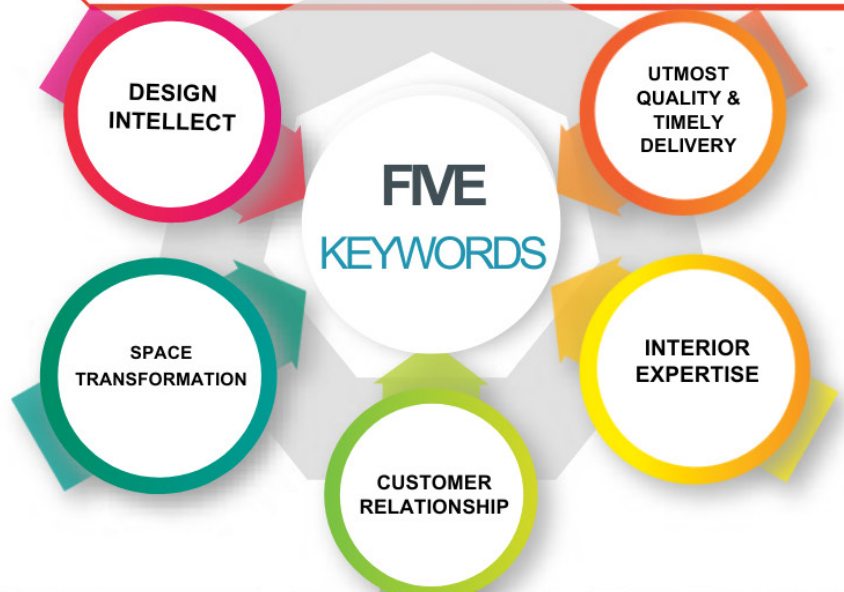 DESIGN
INTELLECT
UTMOST
QUALITY &
TIMELY
DELIVERY
FIVE
KEYWORDS
SPACE
TRANSFORMATION
INTERIOR
EXPERTISE
CUSTOMER
RELATIONSHIP